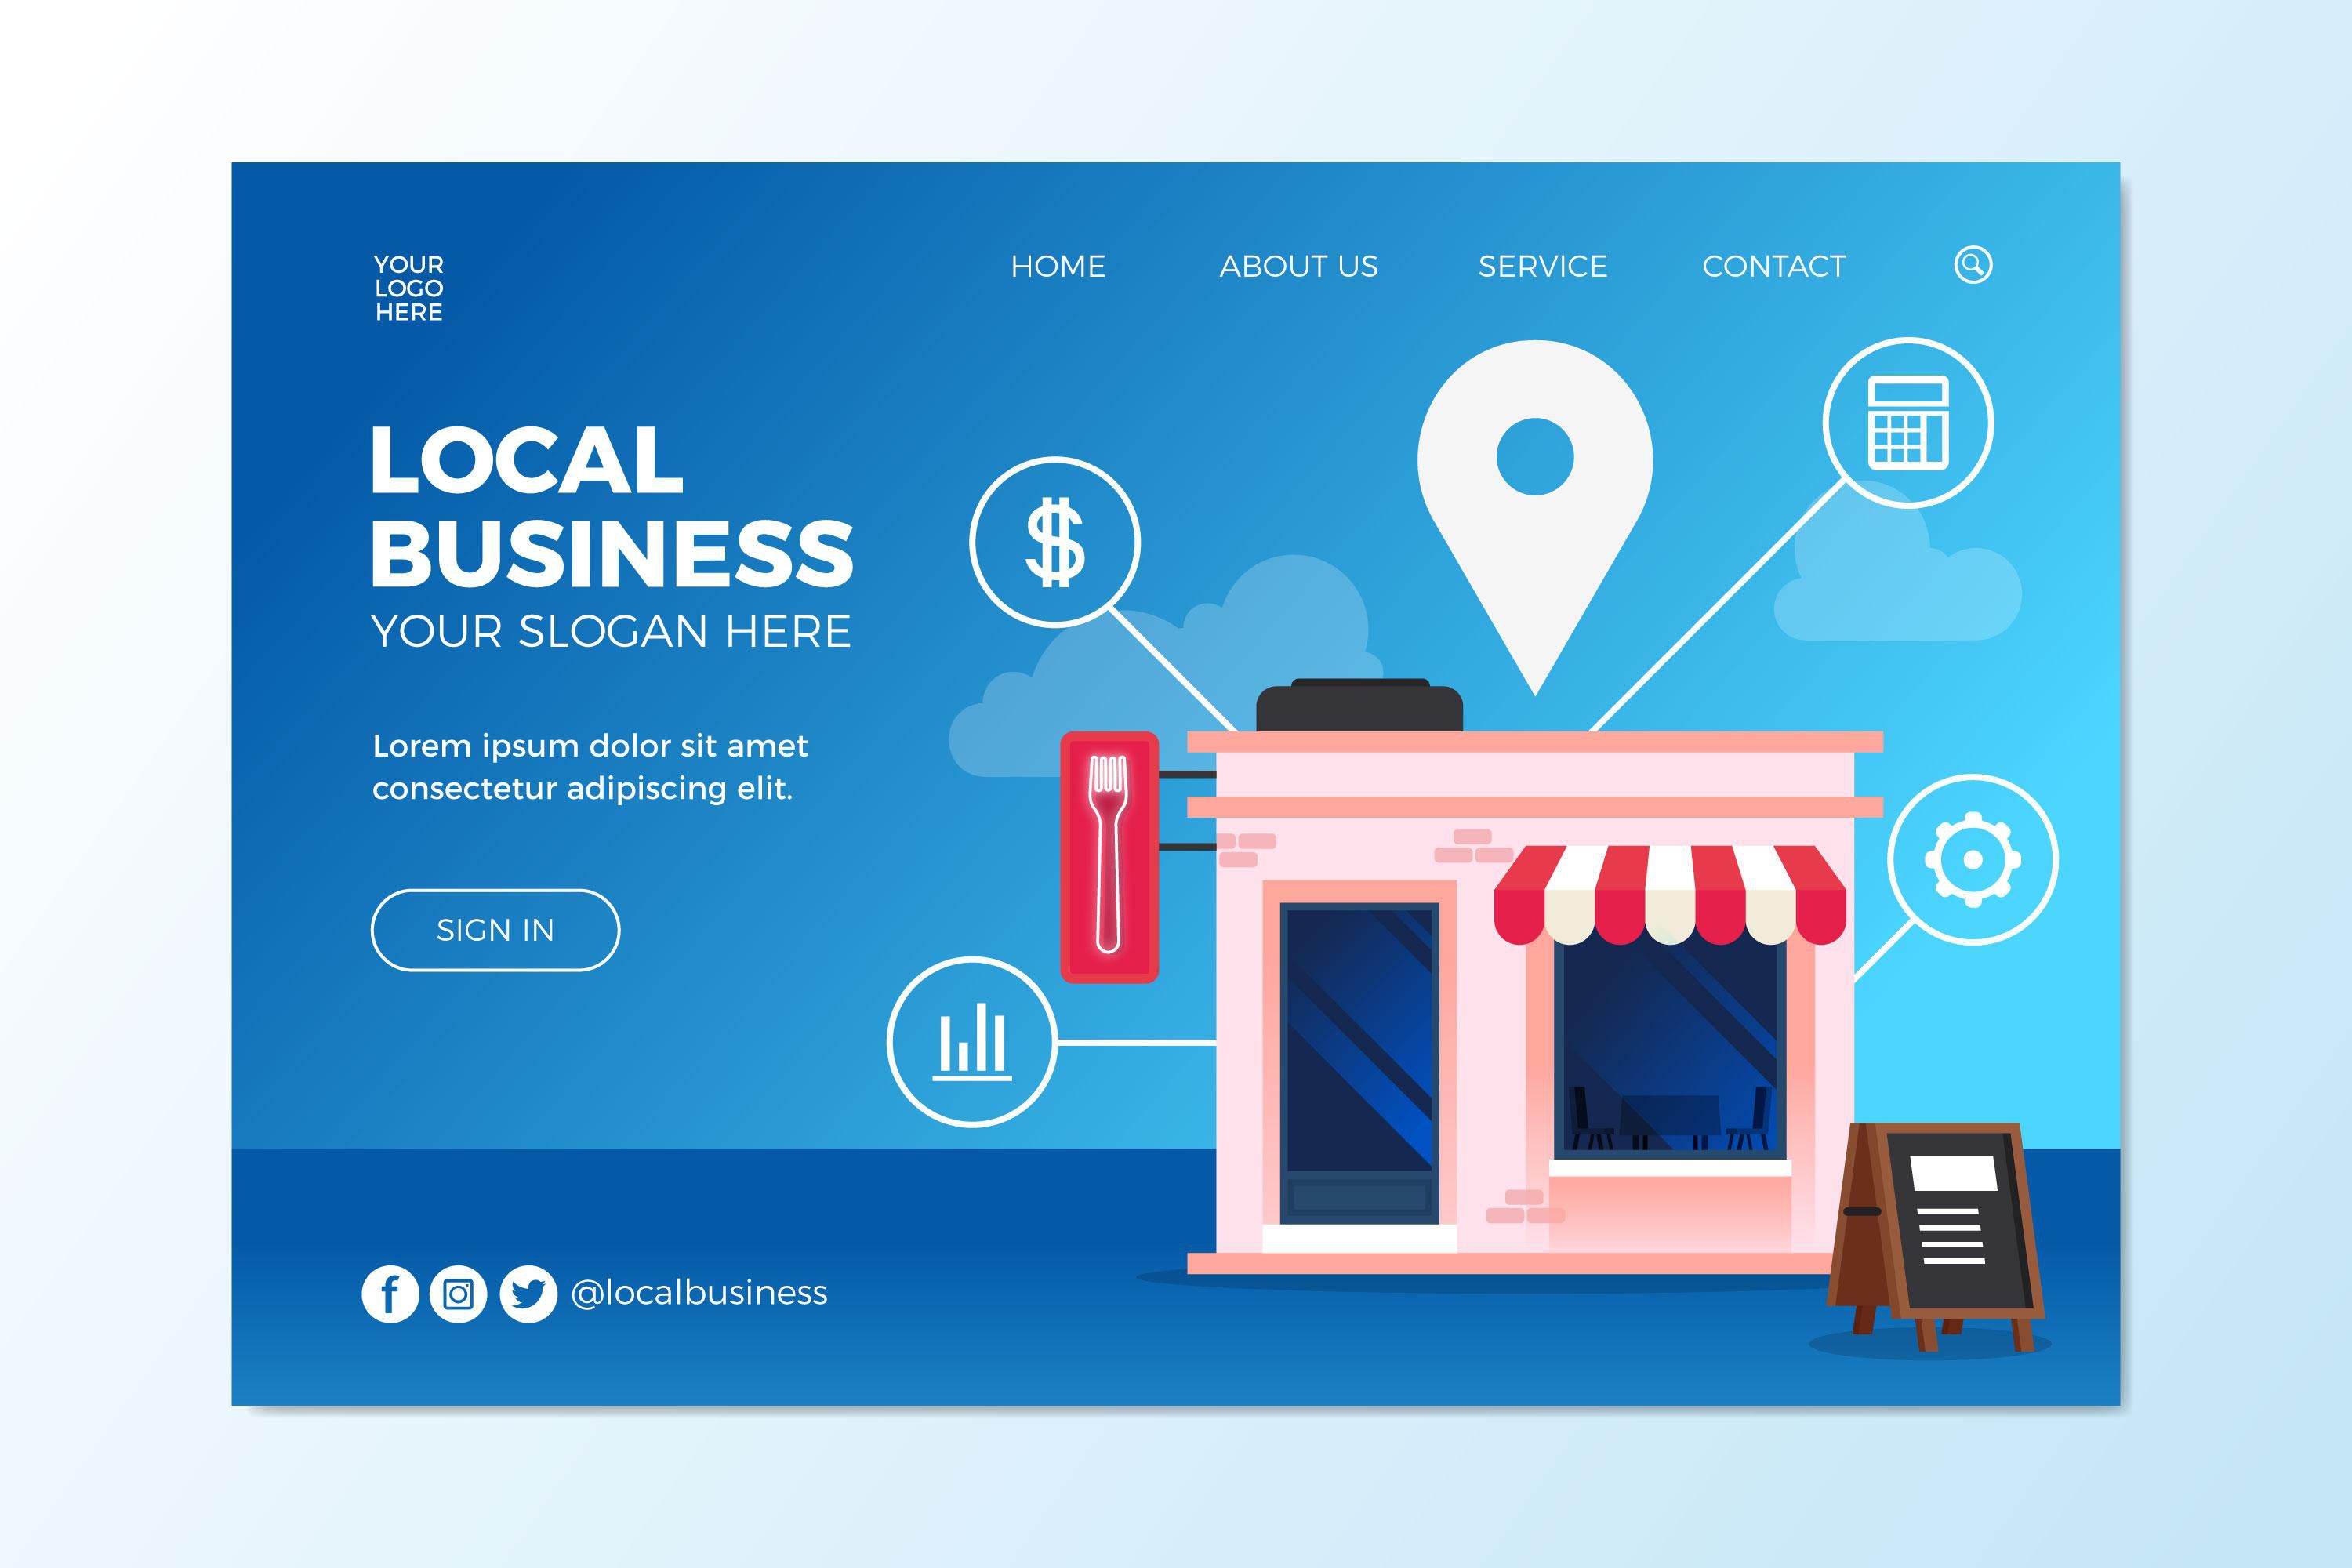 YOUR
LOGO
HERE
HOME ABOUT US SERVICE CONTACT
LOCAL
BUSINESS
YOUR SLOGAN HERE
Lorem ipsum dolor sit amet
consectetur adipiscing elit.
SIGN IN
@localbusiness